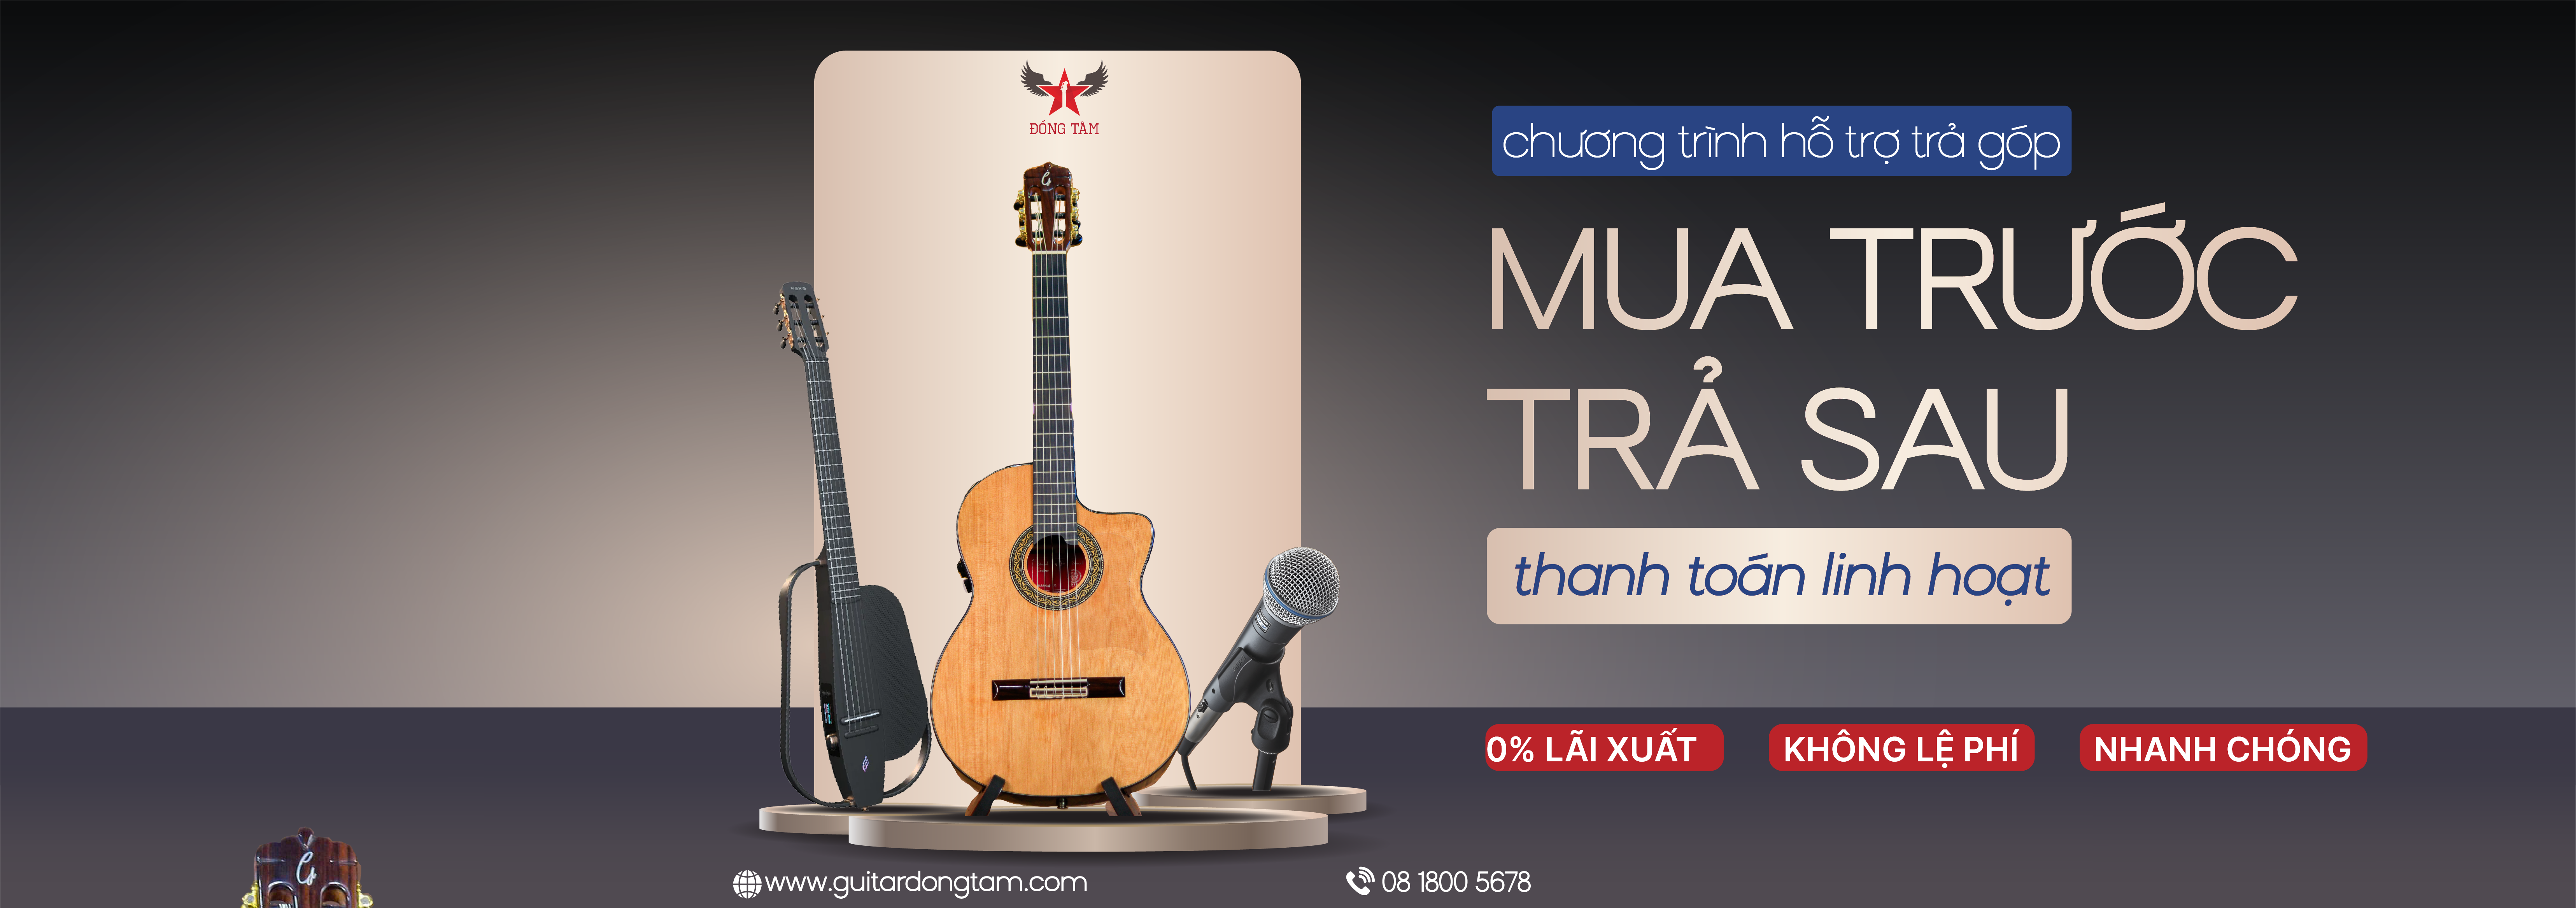 ĐỒNG TÂM
chương trình hỗ trợ trả góp
MUA TRƯỚC
TRẢ SAU
thanh toán linh hoạt
0% LÃI XUẤT
KHÔNG LỆ PHÍ
NHANH CHÓNG
www.guitardongtam.com
08 1800 5678